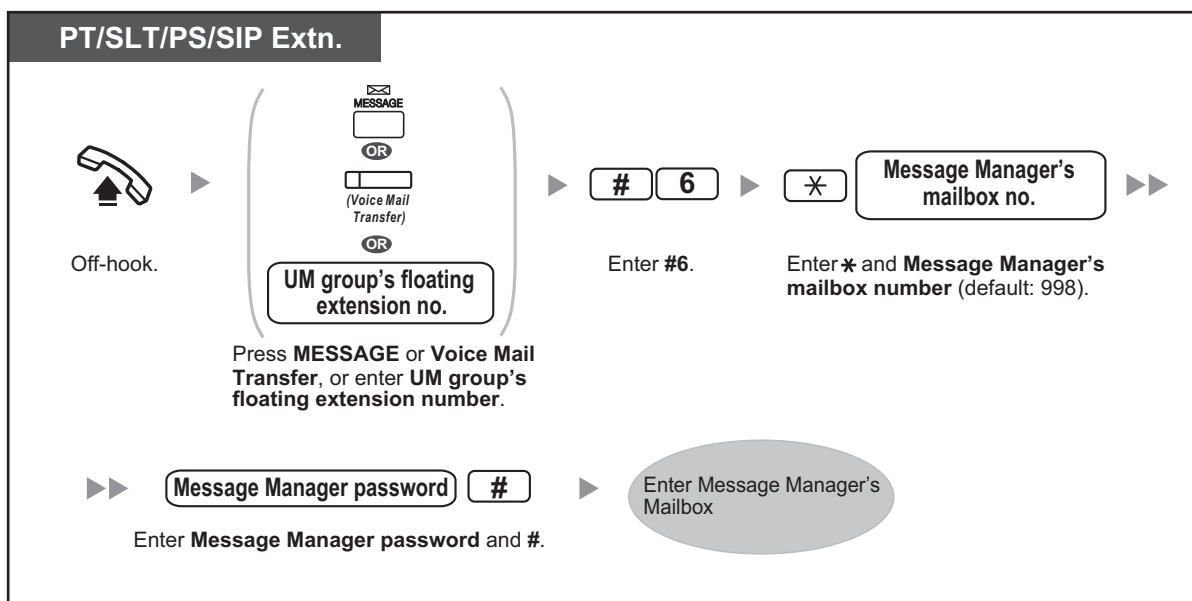 PT/SLT/PS/SIP Extn.
MESSAGE
OR
(Voice Mail
Transfer)
OR
UM group's floating
extension no.
# 6
* Message Manager's
mailbox no.
Off-hook.
Press MESSAGE or Voice Mail
Transfer, or enter UM group's
floating extension number.
Enter #6.
Enter * and Message Manager's
mailbox number (default: 998).
Message Manager password #
Enter Message Manager password and #.
Enter Message Manager's
Mailbox